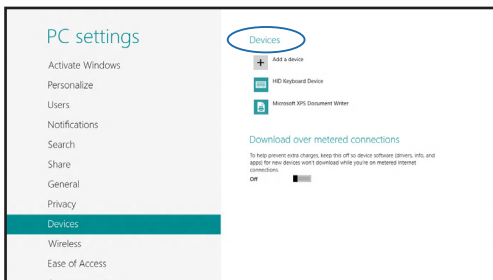 PC settings
Activate Windows
Personalize
Users
Notifications
Search
Share
General
Privacy
Devices
Wireless
Ease of Access
Devices
Add a device
HID Keyboard Device
Microsoft XPS Document Writer
Download over metered connections
To help prevent extra charges, keep this off so device software (drivers, info, and
apps) for new devices won't download while you're on metered Internet
connections.
Off